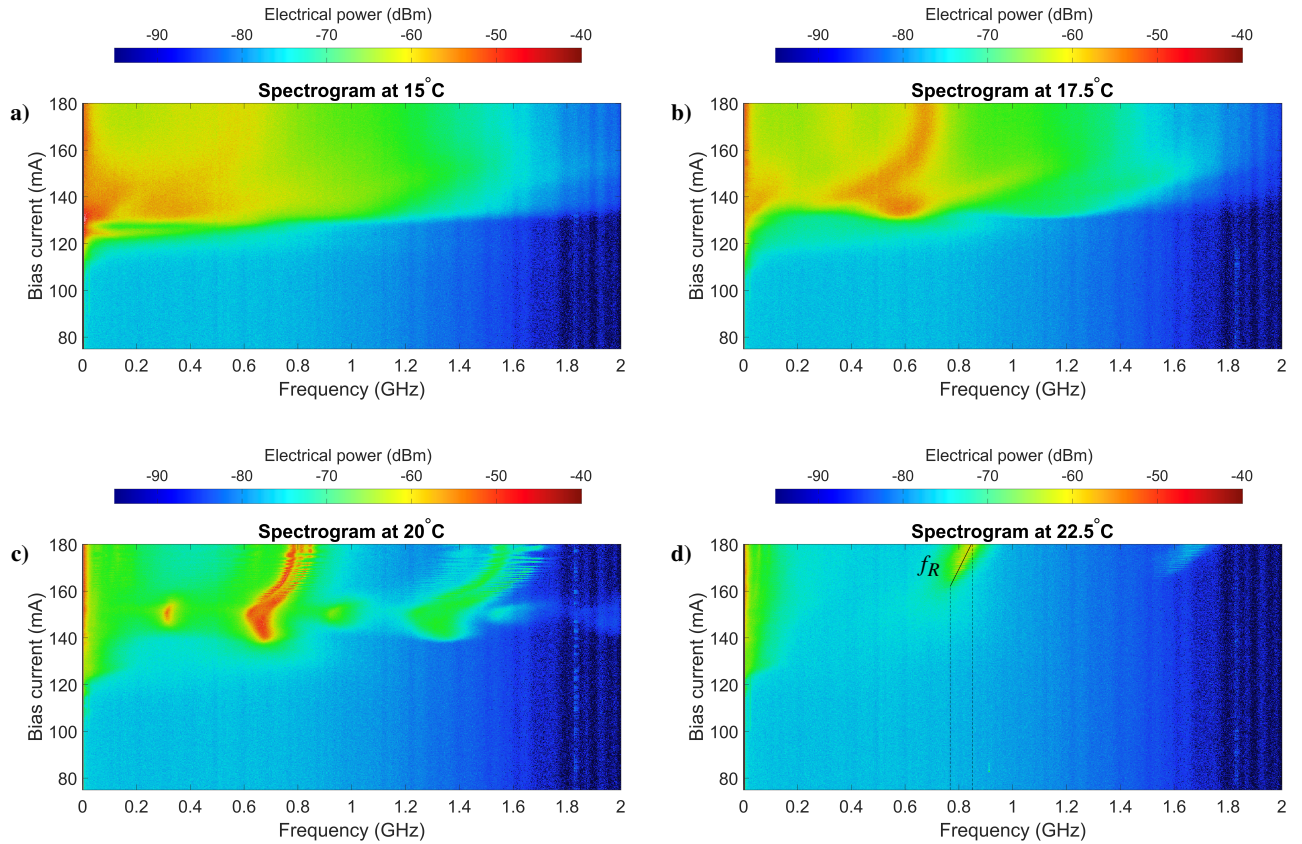 Electrical power (dBm)
-90 -80 -70 -60 -50 -40
a)
Spectrogram at 15°C
Bias current (mA)
180
160
140
120
100
80
0 0.2 0.4 0.6 0.8 1 1.2 1.4 1.6 1.8 2
Frequency (GHz)
Electrical power (dBm)
-90 -80 -70 -60 -50 -40
b)
Spectrogram at 17.5°C
Bias current (mA)
180
160
140
120
100
80
0 0.2 0.4 0.6 0.8 1 1.2 1.4 1.6 1.8 2
Frequency (GHz)
Electrical power (dBm)
-90 -80 -70 -60 -50 -40
c)
Spectrogram at 20°C
Bias current (mA)
180
160
140
120
100
80
0 0.2 0.4 0.6 0.8 1 1.2 1.4 1.6 1.8 2
Frequency (GHz)
Electrical power (dBm)
-90 -80 -70 -60 -50 -40
d)
Spectrogram at 22.5°C
Bias current (mA)
180
160
140
120
100
80
f_R
0 0.2 0.4 0.6 0.8 1 1.2 1.4 1.6 1.8 2
Frequency (GHz)